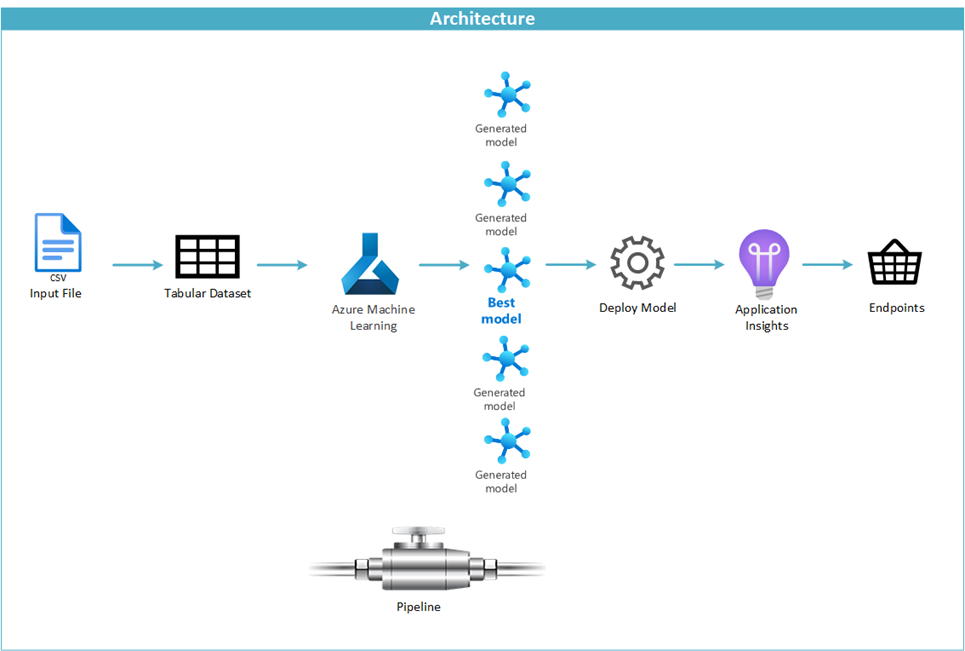 Architecture
Generated
model
Generated
model
CSV
Input File
Tabular Dataset
Azure Machine
Learning
Best
model
Deploy Model
Application
Insights
Endpoints
Generated
model
Generated
model
Pipeline